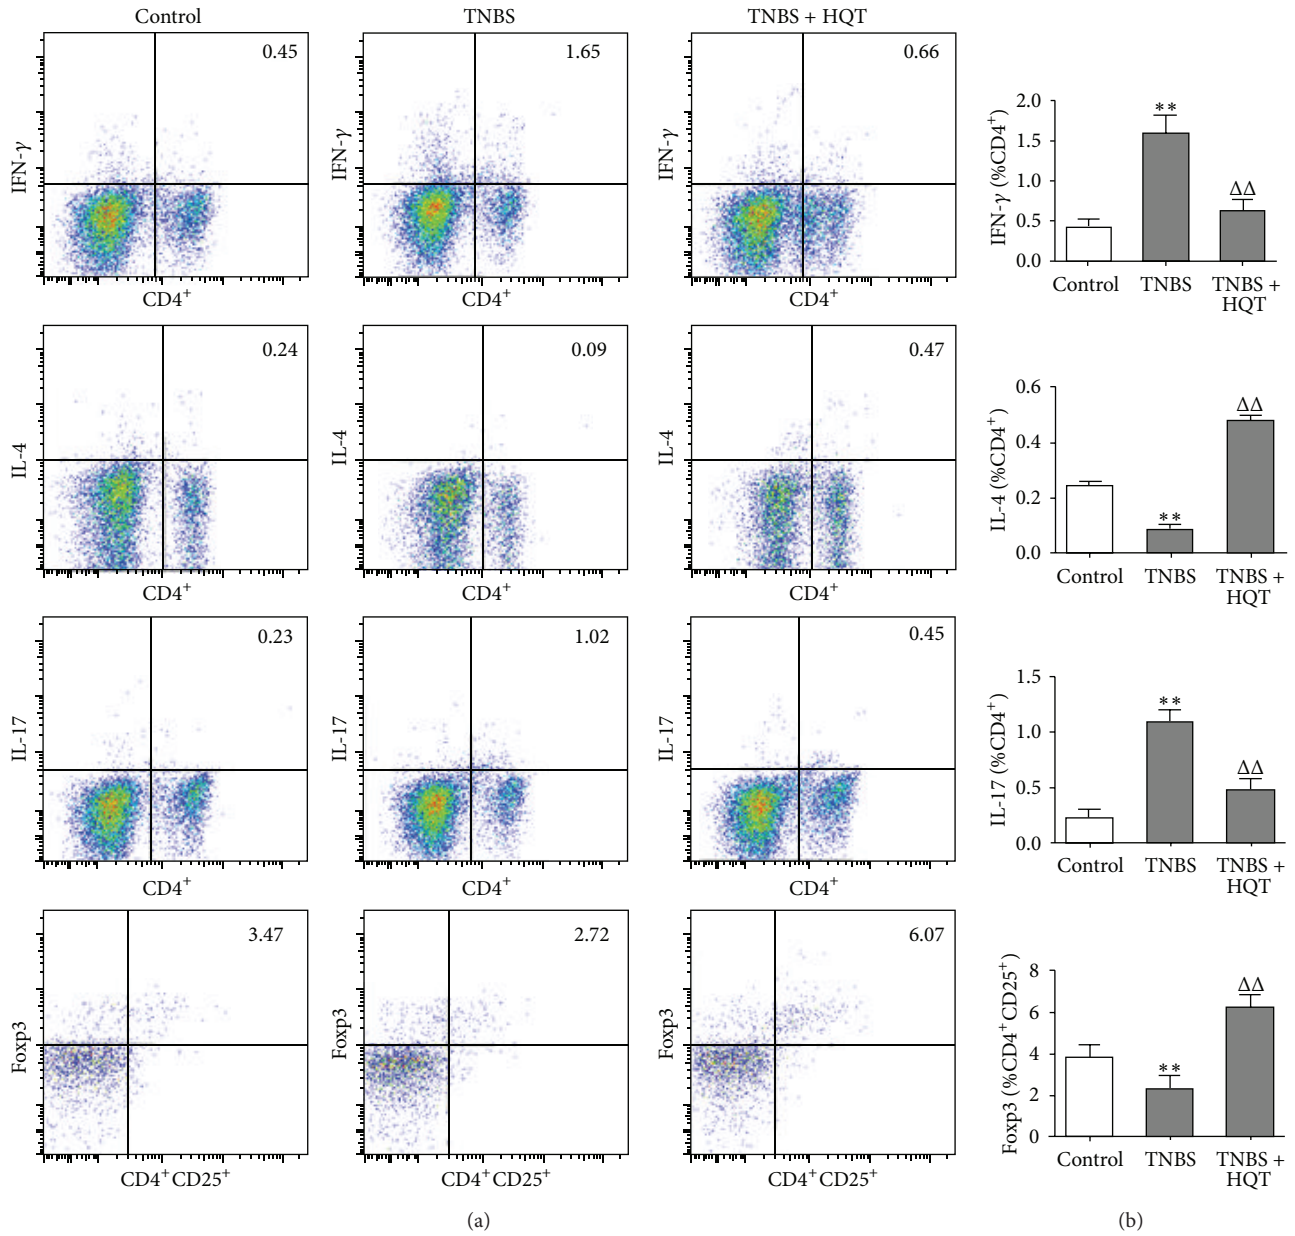 Control TNBS TNBS + HQT
0.45 1.65 0.66
IFN-γ IFN-γ IFN-γ
CD4⁺ CD4⁺ CD4⁺
IFN-γ (%CD4⁺)
2.0
1.5
1.0
0.5
0.0
**
ΔΔ
Control TNBS TNBS +
HQT
0.24 0.09 0.47
IL-4 IL-4 IL-4
CD4⁺ CD4⁺ CD4⁺
IL-4 (%CD4⁺)
0.6
0.4
0.2
0.0
**
ΔΔ
Control TNBS TNBS +
HQT
0.23 1.02 0.45
IL-17 IL-17 IL-17
CD4⁺ CD4⁺ CD4⁺
IL-17 (%CD4⁺)
1.5
1.0
0.5
0.0
**
ΔΔ
Control TNBS TNBS +
HQT
3.47 2.72 6.07
Foxp3 Foxp3 Foxp3
CD4⁺CD25⁺ CD4⁺CD25⁺ CD4⁺CD25⁺
Foxp3 (%CD4⁺CD25⁺)
8
6
4
2
0
**
ΔΔ
Control TNBS TNBS +
HQT
(a) (b)